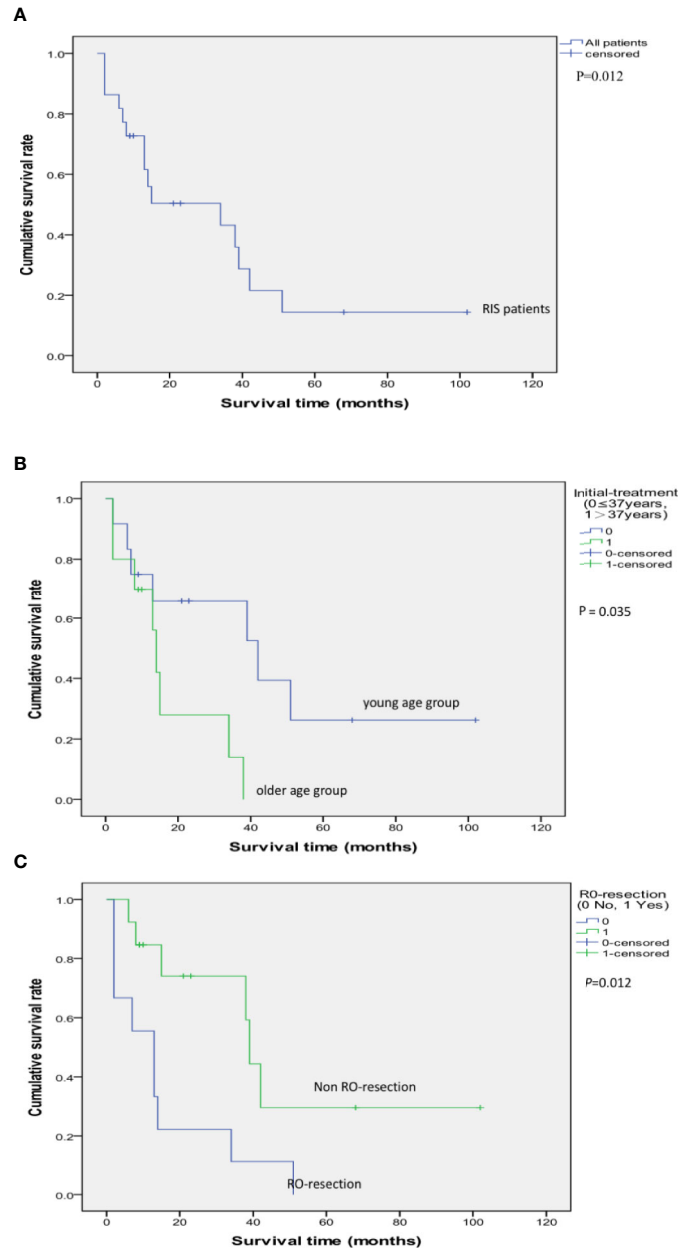 A
All patients
censored
P=0.012
1.0
0.8
0.6
0.4
0.2
0.0
Cumulative survival rate
RIS patients
0 20 40 60 80 100 120
Survival time (months)
B
Initial-treatment
(0≤37years,
1>37years)
0
1
0-censored
1-censored
P = 0.035
1.0
0.8
0.6
0.4
0.2
0.0
Cumulative survival rate
young age group
older age group
0 20 40 60 80 100 120
Survival time (months)
C
R0-resection
(0 No, 1 Yes)
0
1
0-censored
1-censored
P=0.012
1.0
0.8
0.6
0.4
0.2
0.0
Cumulative survival rate
Non RO-resection
RO-resection
0 20 40 60 80 100 120
Survival time (months)